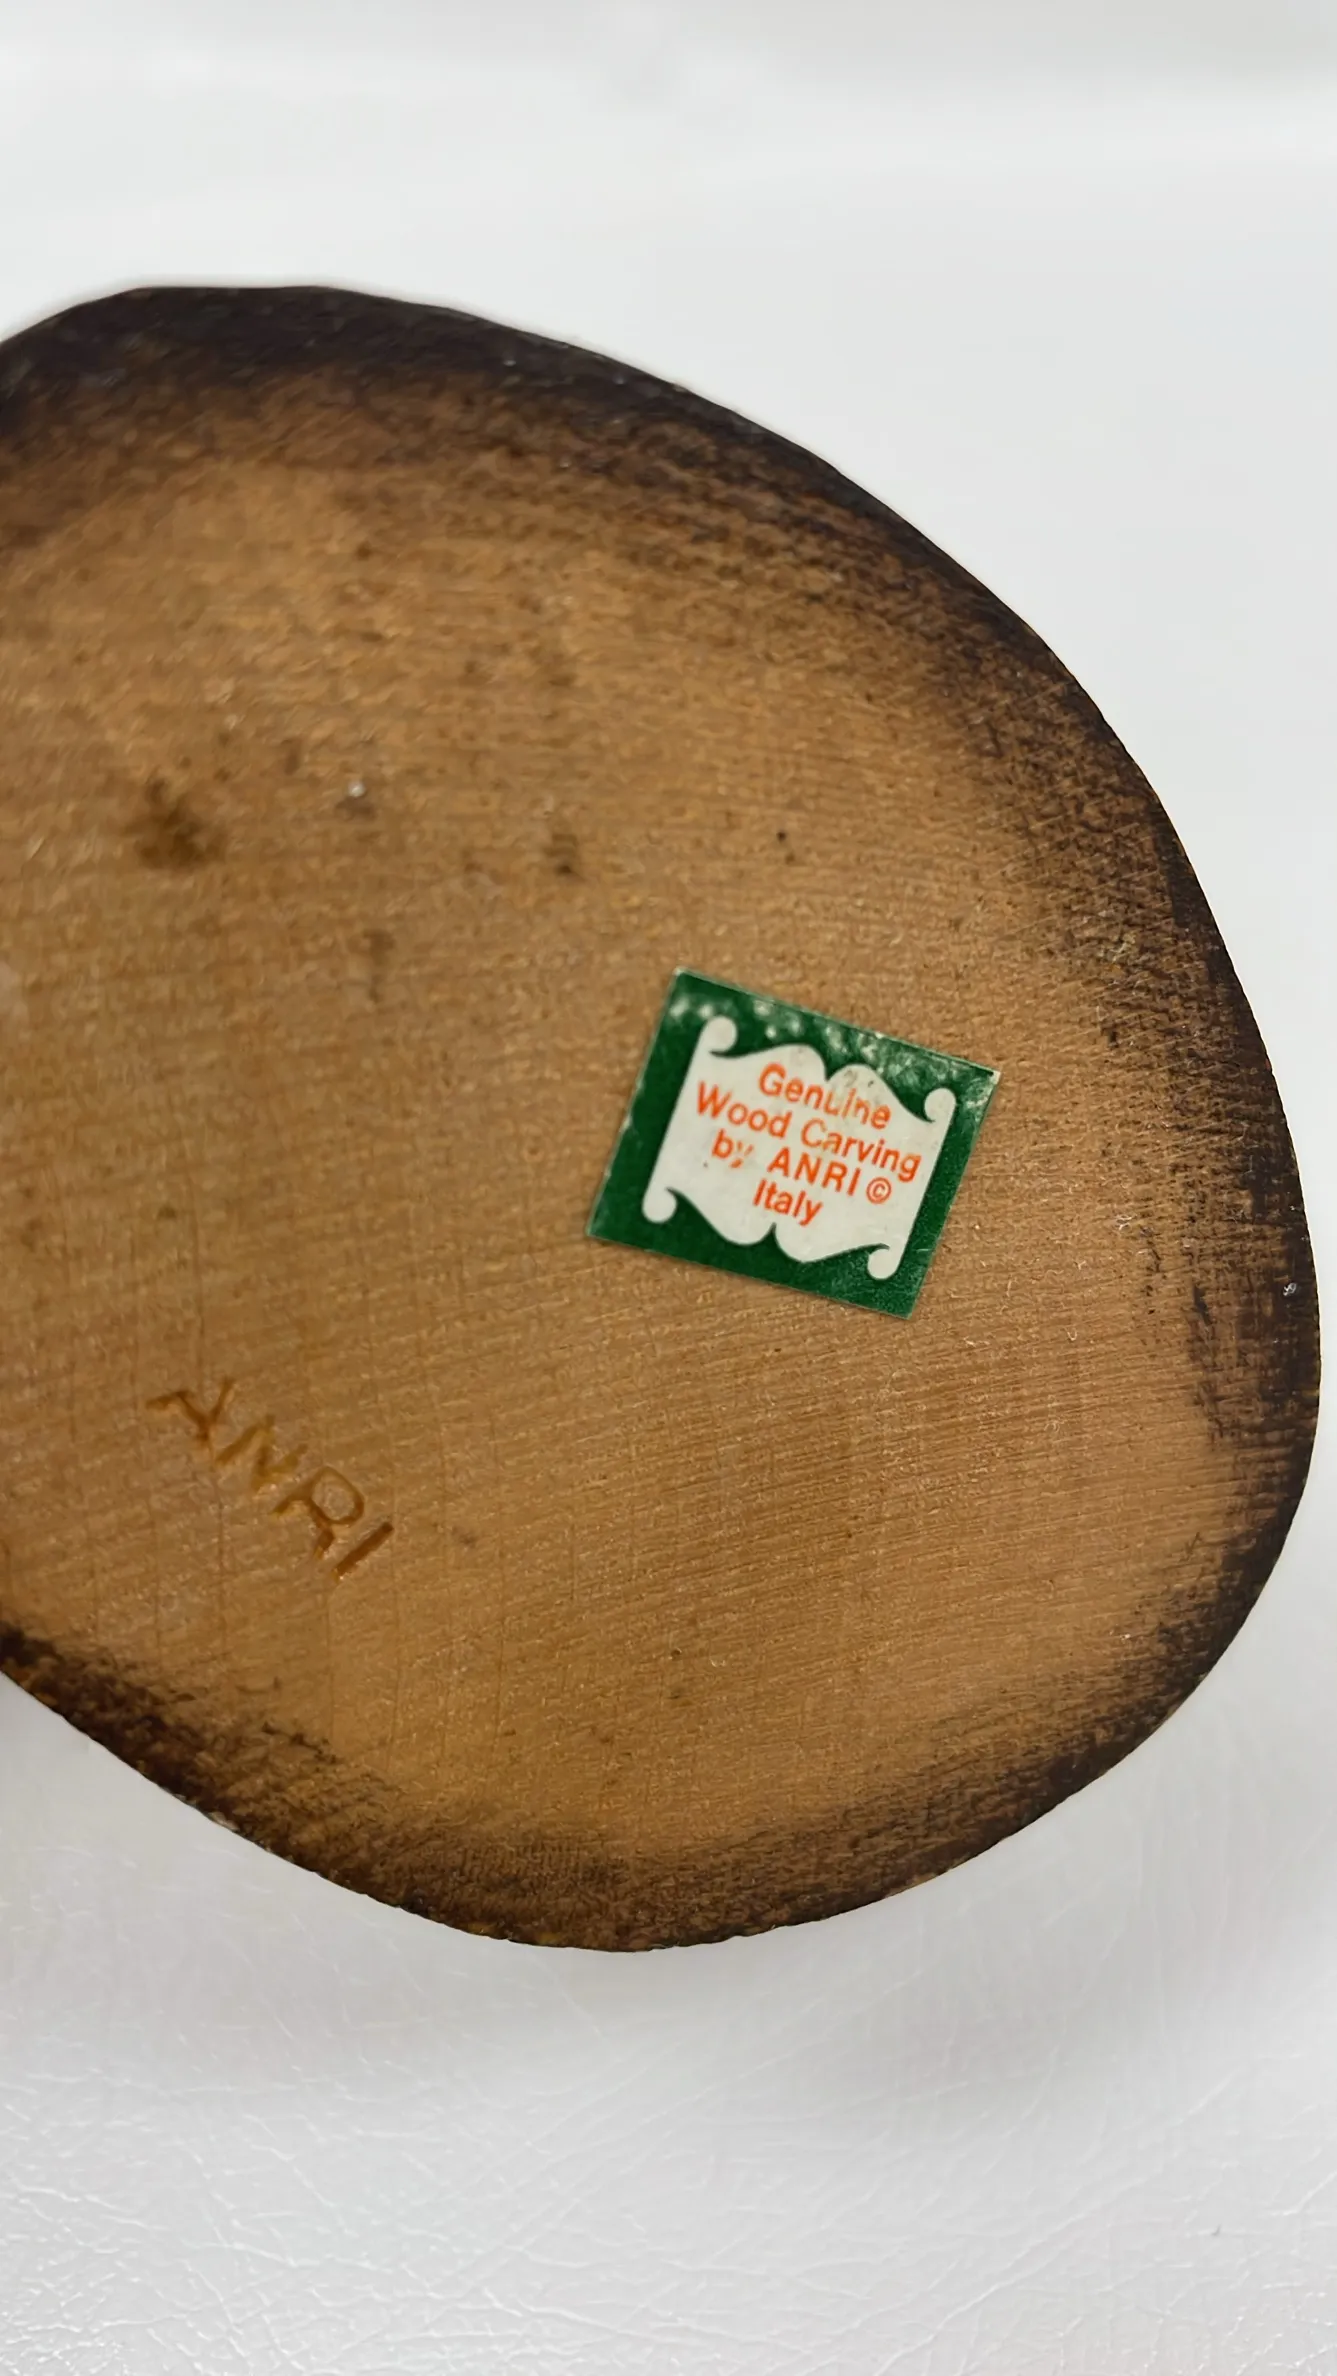 Genuine
Wood Carving
by ANRI ©
Italy
ANRI